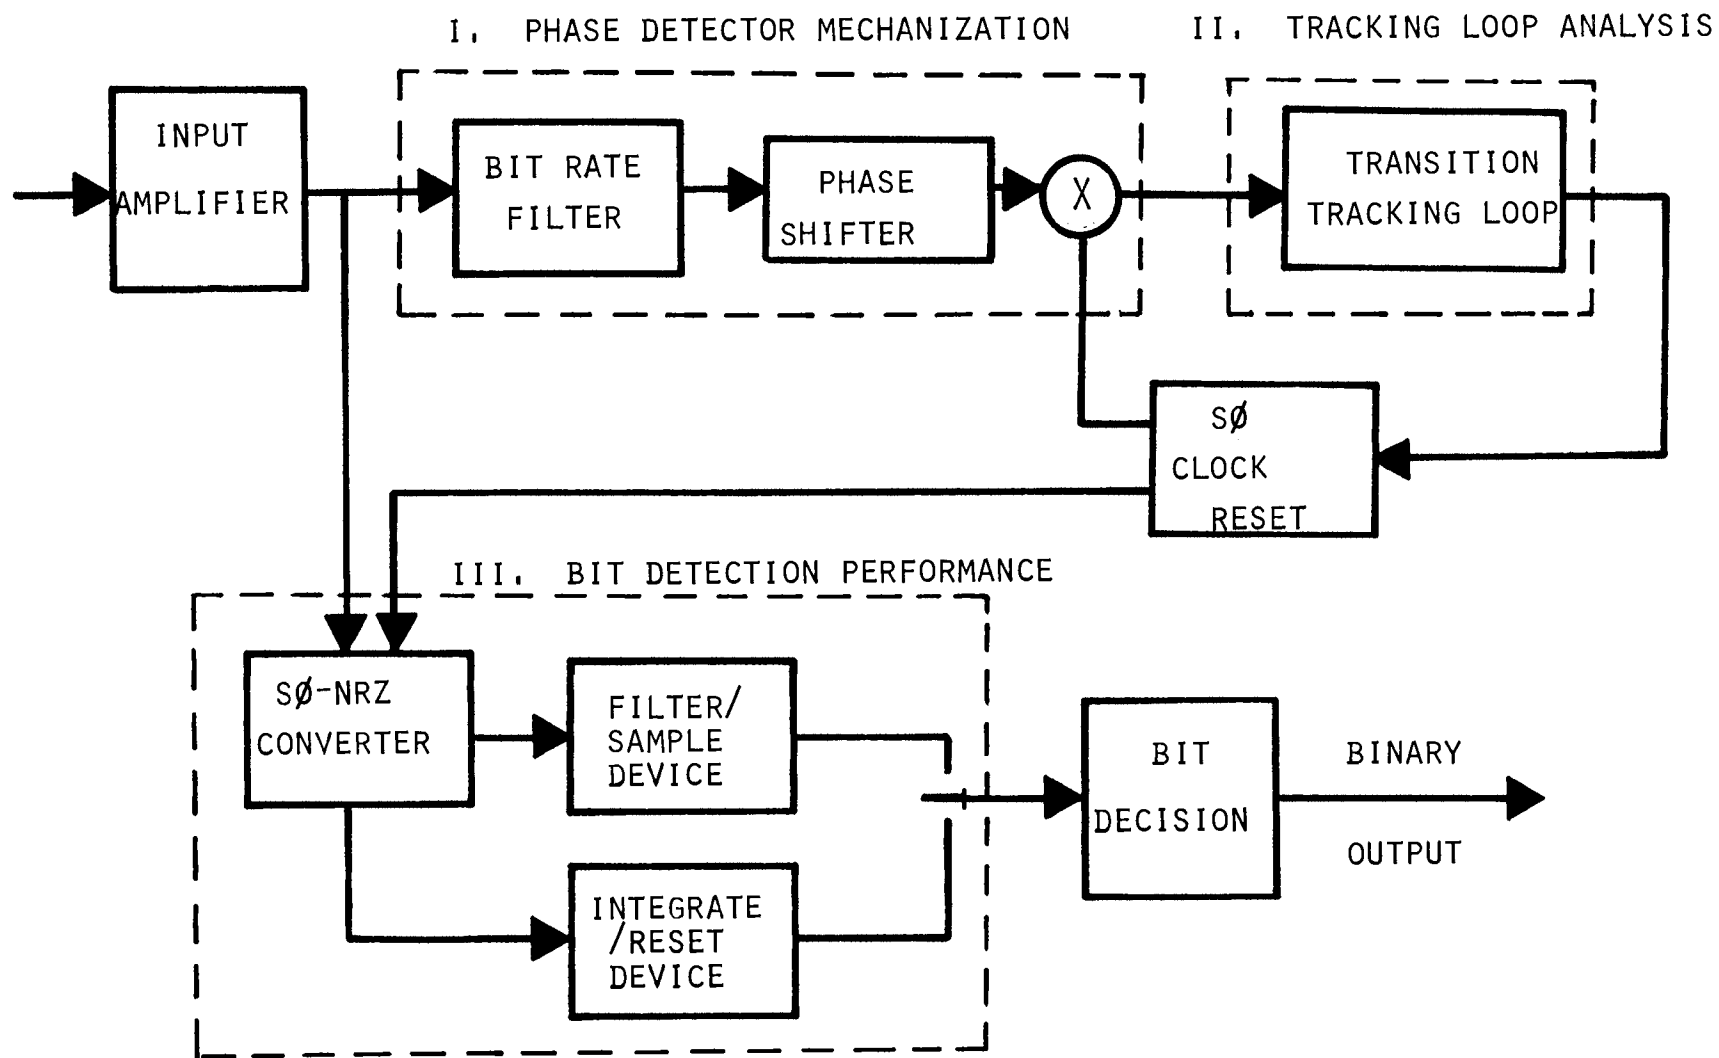 I. PHASE DETECTOR MECHANIZATION
II. TRACKING LOOP ANALYSIS
INPUT
AMPLIFIER
BIT RATE
FILTER
PHASE
SHIFTER
X
TRANSITION
TRACKING LOOP
SØ
CLOCK
RESET
III. BIT DETECTION PERFORMANCE
SØ-NRZ
CONVERTER
FILTER/
SAMPLE
DEVICE
INTEGRATE
/RESET
DEVICE
BIT
DECISION
BINARY
OUTPUT